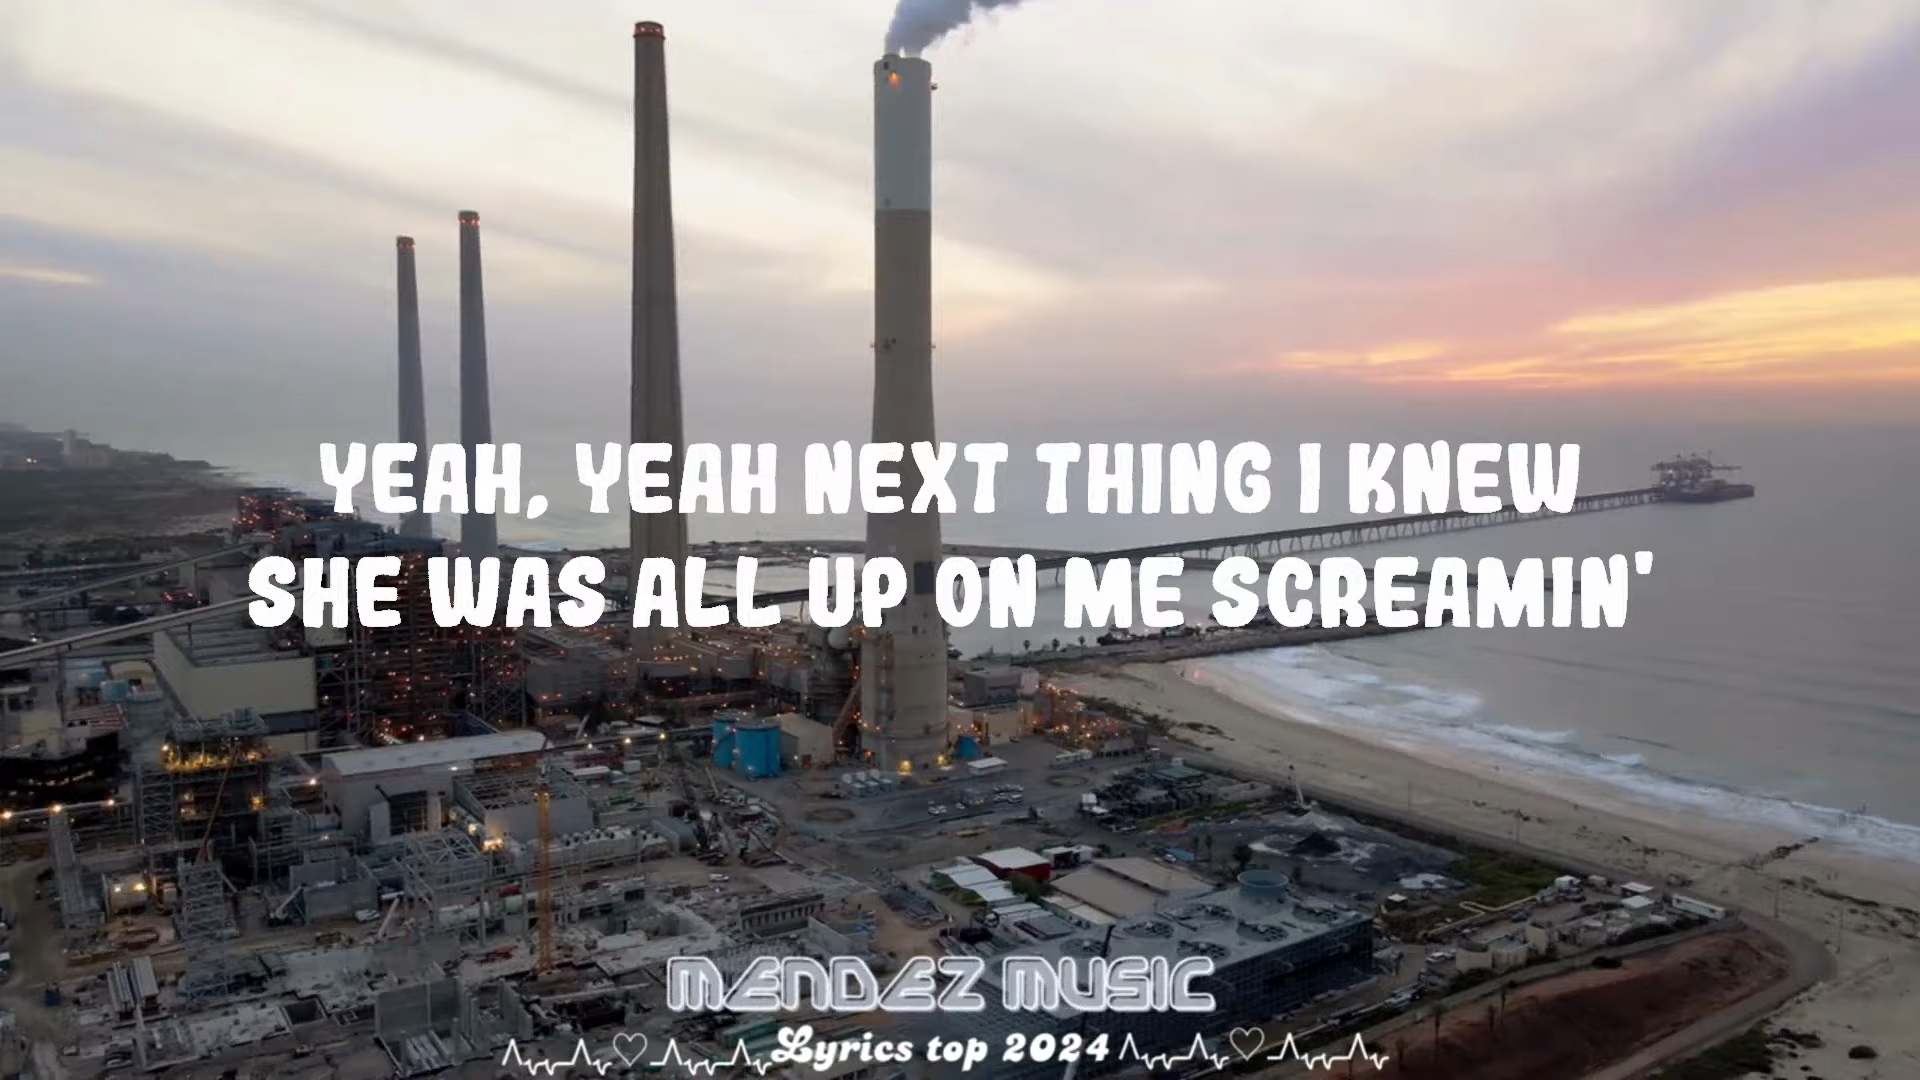 YEAH, YEAH NEXT THING I KNEW
SHE WAS ALL UP ON ME SCREAMIN'
MENDEZ MUSIC
Lyrics top 2024